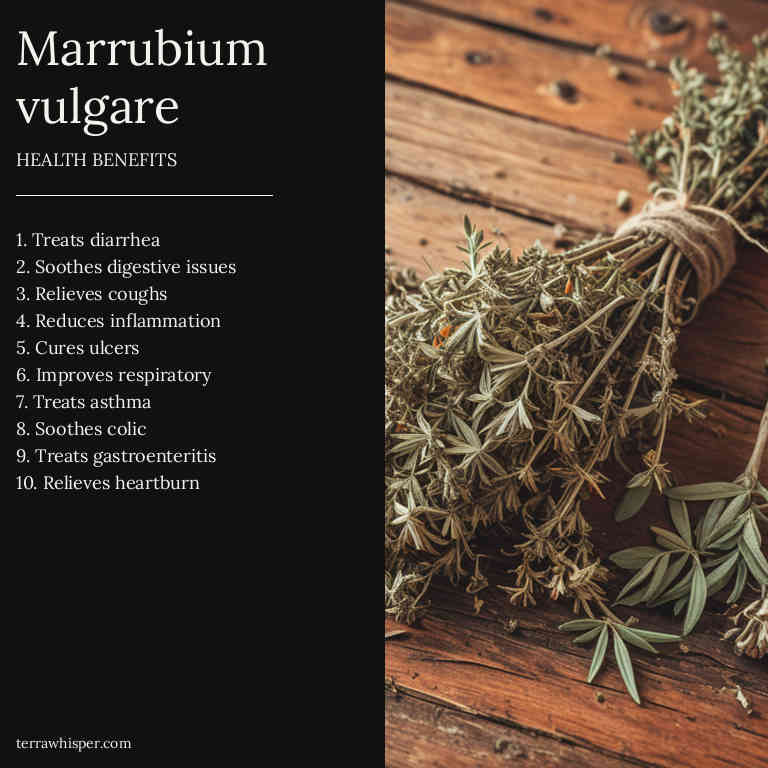 Marrubium
vulgare
HEALTH BENEFITS
1. Treats diarrhea
2. Soothes digestive issues
3. Relieves coughs
4. Reduces inflammation
5. Cures ulcers
6. Improves respiratory
7. Treats asthma
8. Soothes colic
9. Treats gastroenteritis
10. Relieves heartburn
terrawhisper.com